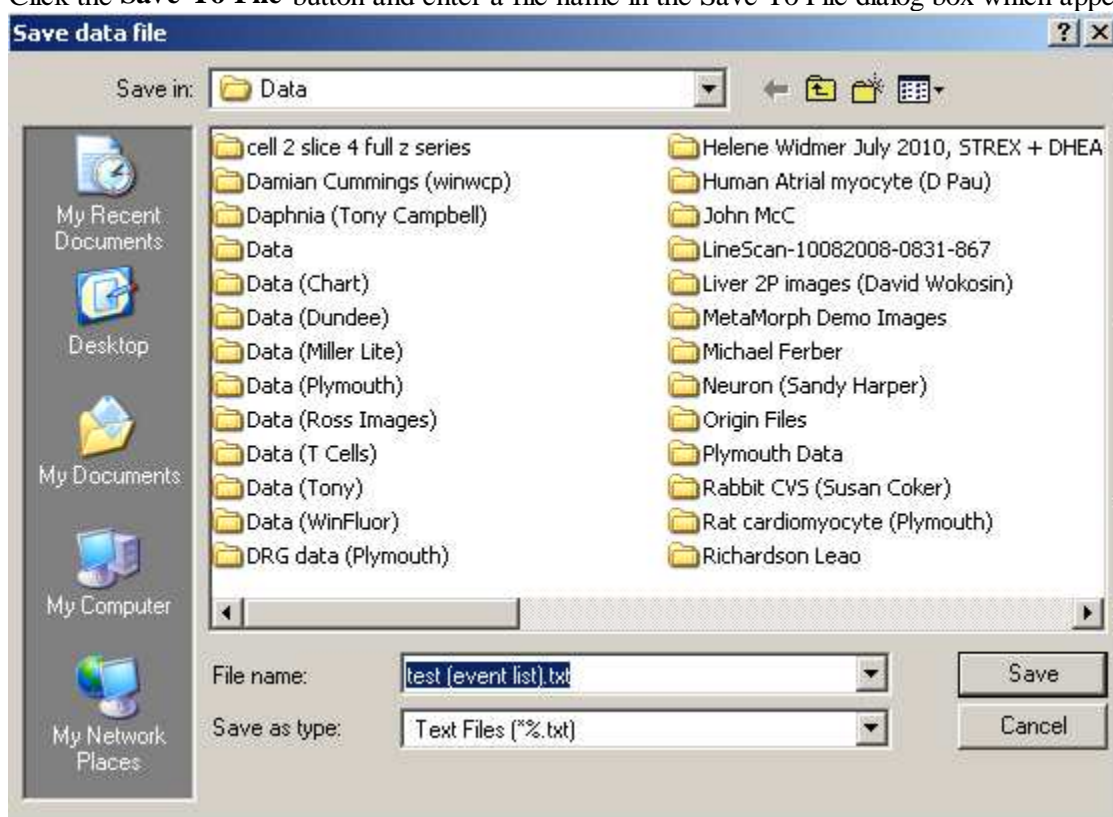 Click the Save To File button and enter a file name in the Save To File dialog box which appe
Save data file
Save in:
Data
My Recent
Documents
Desktop
My Documents
My Computer
My Network
Places
cell 2 slice 4 full z series
Damian Cummings (winwcp)
Daphnia (Tony Campbell)
Data
Data (Chart)
Data (Dundee)
Data (Miller Lite)
Data (Plymouth)
Data (Ross Images)
Data (T Cells)
Data (Tony)
Data (WinFluor)
DRG data (Plymouth)
Helene Widmer July 2010, STREX + DHEA
Human Atrial myocyte (D Pau)
John McC
LineScan-10082008-0831-867
Liver 2P images (David Wokosin)
MetaMorph Demo Images
Michael Ferber
Neuron (Sandy Harper)
Origin Files
Plymouth Data
Rabbit CVS (Susan Coker)
Rat cardiomyocyte (Plymouth)
Richardson Leao
File name:
test (event list).txt
Save
Save as type:
Text Files (*%.txt)
Cancel